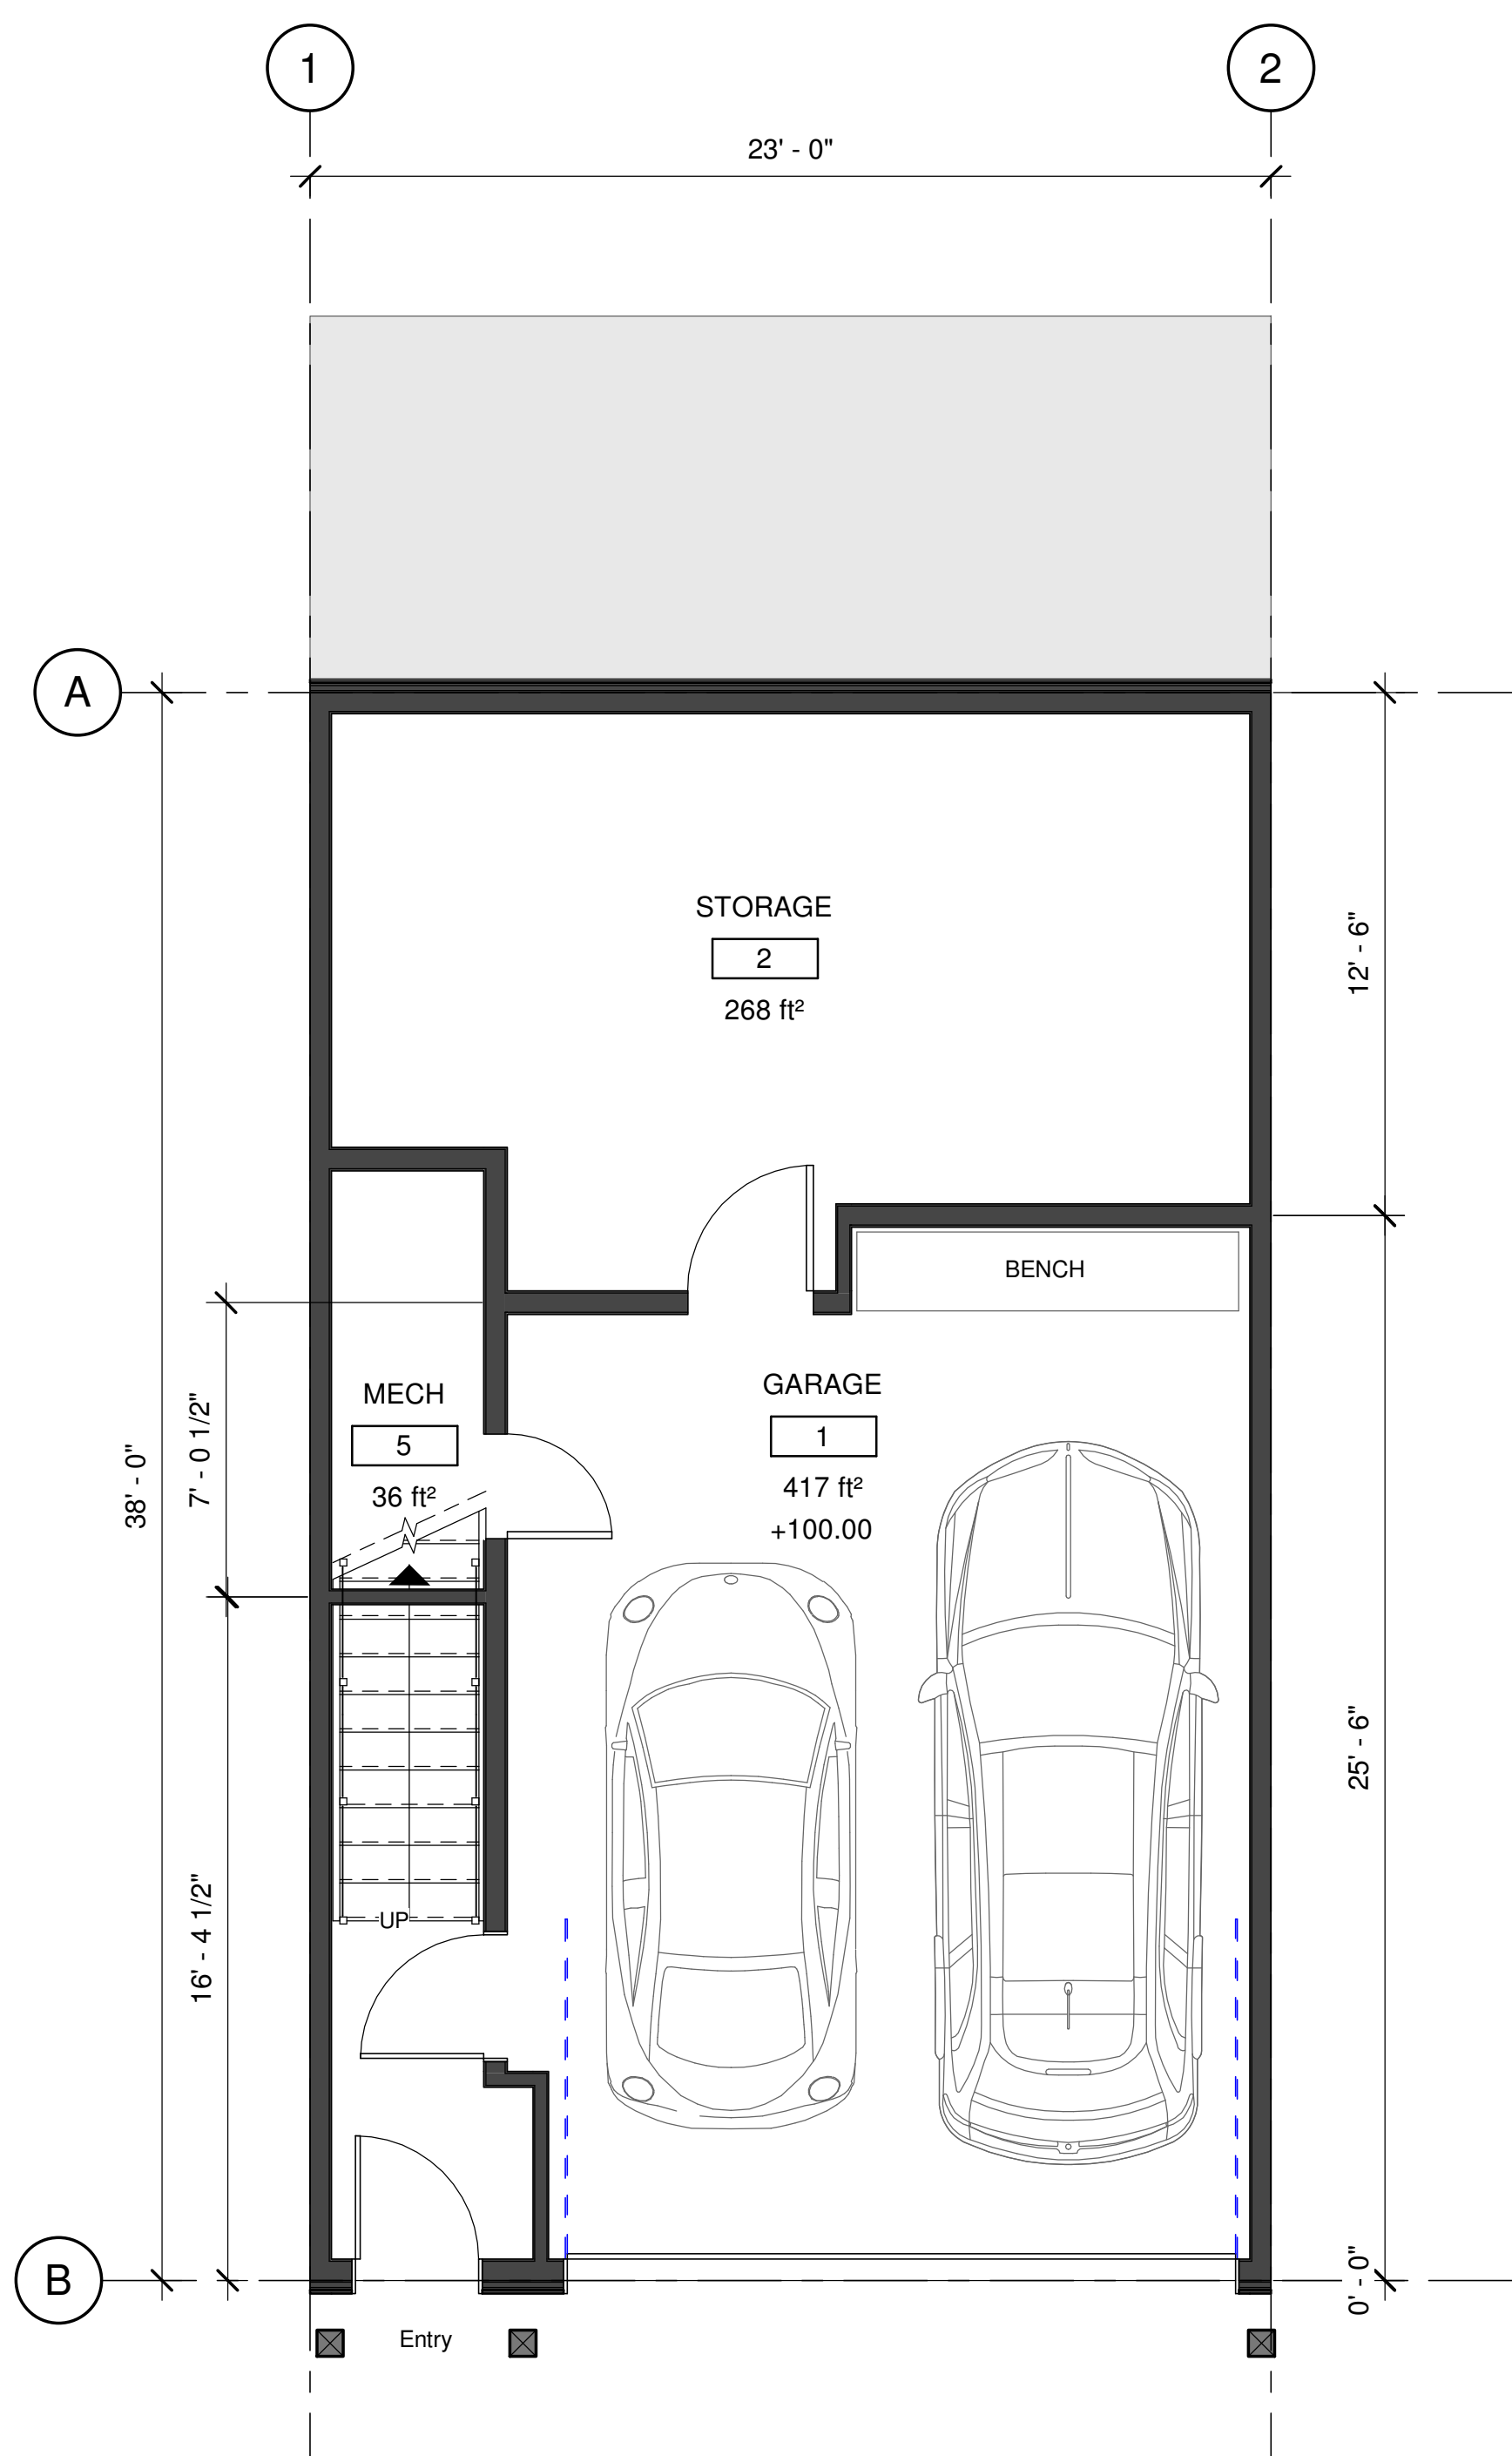 1
2
23' - 0"
A
STORAGE
2
268 ft²
12' - 6"
BENCH
7' - 0 1/2"
38' - 0"
MECH
5
36 ft²
GARAGE
1
417 ft²
+100.00
25' - 6"
16' - 4 1/2"
UP
B
0' - 0"
Entry